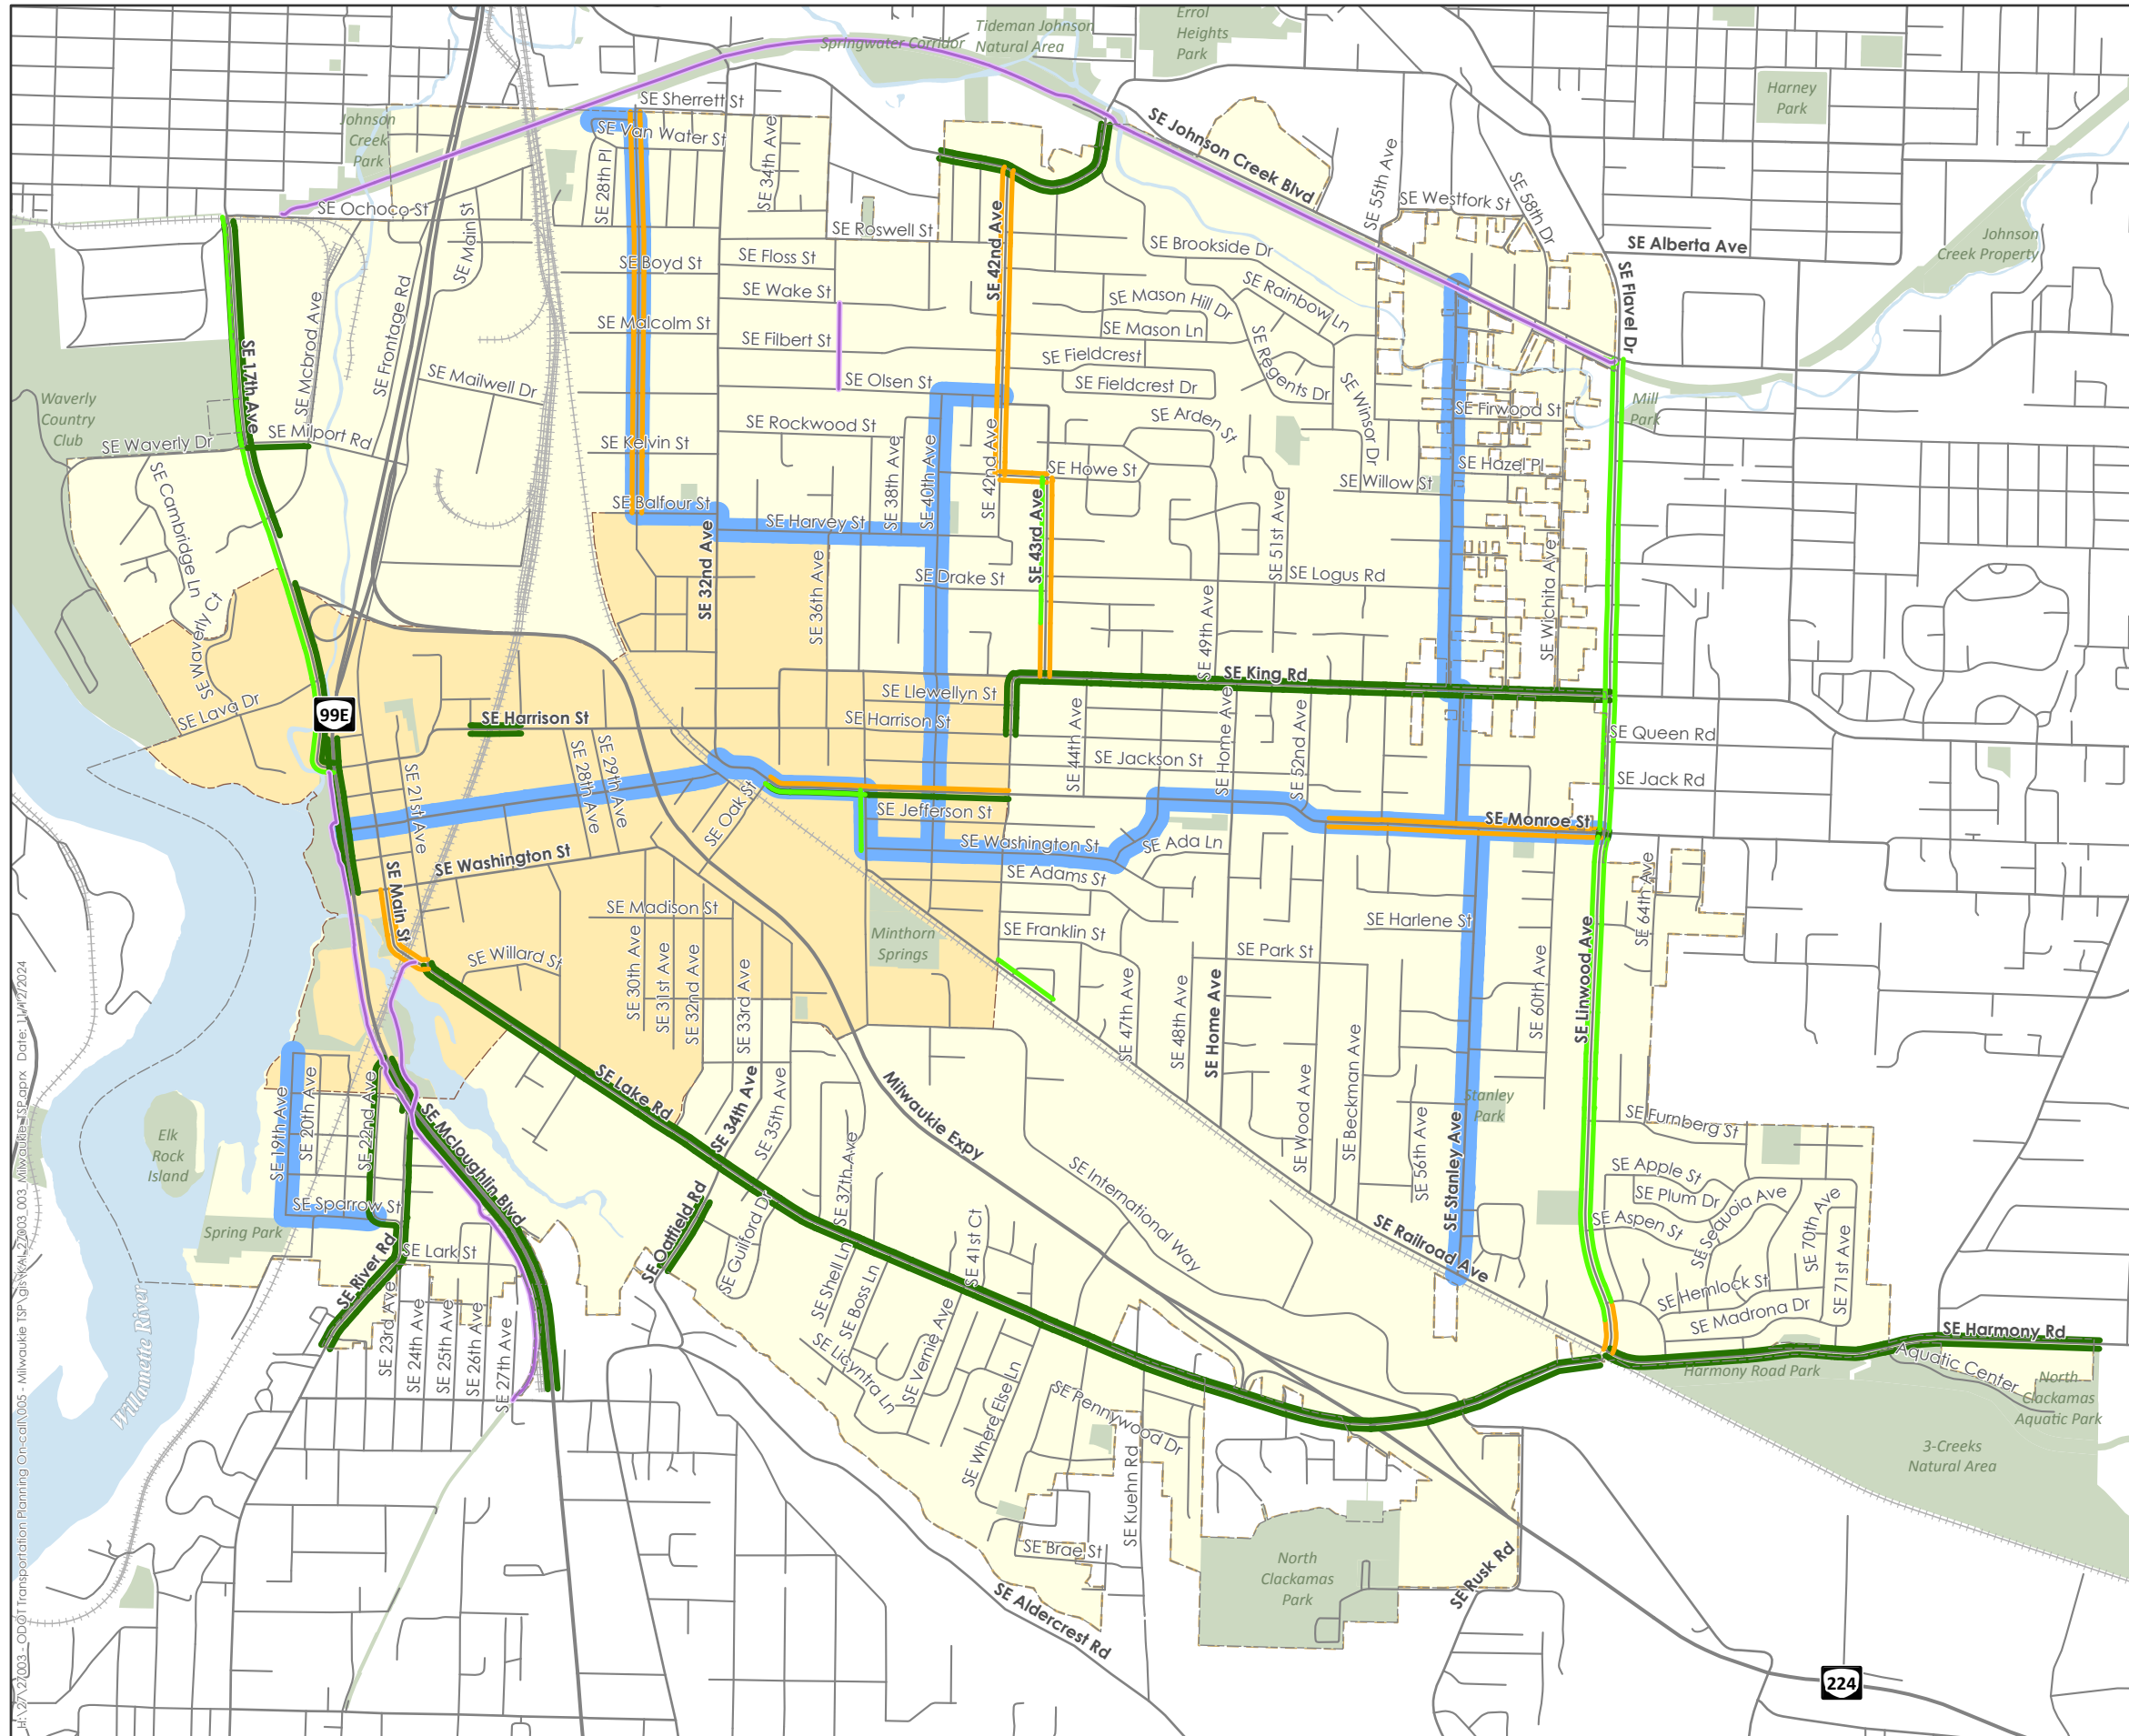 Errol
Heights
Park
Tideman Johnson
Natural Area
Springwater Corridor
Harney
Park
SE Sherrett St
SE Van Water St
Johnson
Creek
Park
SE 28th Pl
SE 34th Ave
SE Johnson Creek Blvd
SE 55th Ave
SE Westfork St
SE 58th Dr
SE Ochoco St
SE Main St
SE Roswell St
SE 42nd Ave
SE Brookside Dr
SE Alberta Ave
Johnson
Creek Property
SE Boyd St
SE Floss St
SE Flavel Dr
SE Wake St
SE Mason Hill Dr
SE Rainbow Ln
SE Mcbrod Ave
SE Frontage Rd
SE Malcolm St
SE Filbert St
SE Mason Ln
SE Fieldcrest
SE Regents Dr
SE 17th Ave
SE Mailwell Dr
SE Olsen St
SE Fieldcrest Dr
SE Winsor Dr
Waverly
Country
Club
SE Waverly Dr
SE Milport Rd
SE Kelvin St
SE Rockwood St
SE 38th Ave
SE 40th Ave
SE 42nd Ave
SE Arden St
SE Firwood St
Mill
Park
SE Howe St
SE Hazel Pl
SE Willow St
SE Cambridge Ln
SE Balfour St
SE Harvey St
SE 32nd Ave
SE 43rd Ave
SE 51st Ave
SE 36th Ave
SE Drake St
SE Logus Rd
SE Wichita Ave
SE Waverly Ct
SE 49th Ave
SE King Rd
SE Lava Dr
SE Llewellyn St
99E
SE Harrison St
SE Harrison St
SE 44th Ave
SE Home Ave
SE 52nd Ave
SE Queen Rd
SE 28th Ave
SE 29th Ave
SE Jackson St
SE Jack Rd
SE 21st Ave
SE Oak St
SE Jefferson St
SE Monroe St
SE Washington St
SE Washington St
SE Ada Ln
SE Main St
SE Adams St
SE 64th Ave
SE Madison St
SE Franklin St
SE Harlene St
SE Linwood Ave
Minthorn
Springs
SE Park St
SE Willard St
SE 30th Ave
SE 31st Ave
SE 32nd Ave
SE 33rd Ave
SE 47th Ave
SE 48th Ave
SE Home Ave
SE 60th Ave
SE Lake Rd
SE 34th Ave
SE 35th Ave
Milwaukie Expy
SE Wood Ave
SE Beckman Ave
SE 56th Ave
Stanley
Park
SE Stanley Ave
SE Furnberg St
Elk
Rock
Island
SE 19th Ave
SE 20th Ave
SE 22nd Ave
SE McLoughlin Blvd
SE 37th Ave
SE International Way
SE Apple St
SE Plum Dr
SE Sequoia Ave
SE 70th Ave
SE Aspen St
SE 71st Ave
Spring Park
SE Sparrow St
SE Oatfield Rd
SE Guilford Dr
SE 41st Ct
SE Railroad Ave
SE Lark St
SE River Rd
SE Shell Ln
SE Boss Ln
SE Hemlock St
SE Madrona Dr
SE Harmony Rd
Willamette River
SE 23rd Ave
SE 24th Ave
SE 25th Ave
SE 26th Ave
SE 27th Ave
SE Licyntra Ln
SE Vernie Ave
SE Where Else Ln
Harmony Road Park
Aquatic Center
North
Clackamas
Aquatic Park
SE Pennywood Dr
SE Kuehn Rd
3-Creeks
Natural Area
SE Brae St
North
Clackamas
Park
SE Rusk Rd
SE Aldercrest Rd
224
H:\27\27003 - ODOT Transportation Planning On-call\005 - Milwaukie TSP\gis\KAI_27003_003_Milwaukie_TSP.aprx Date: 11/12/2024